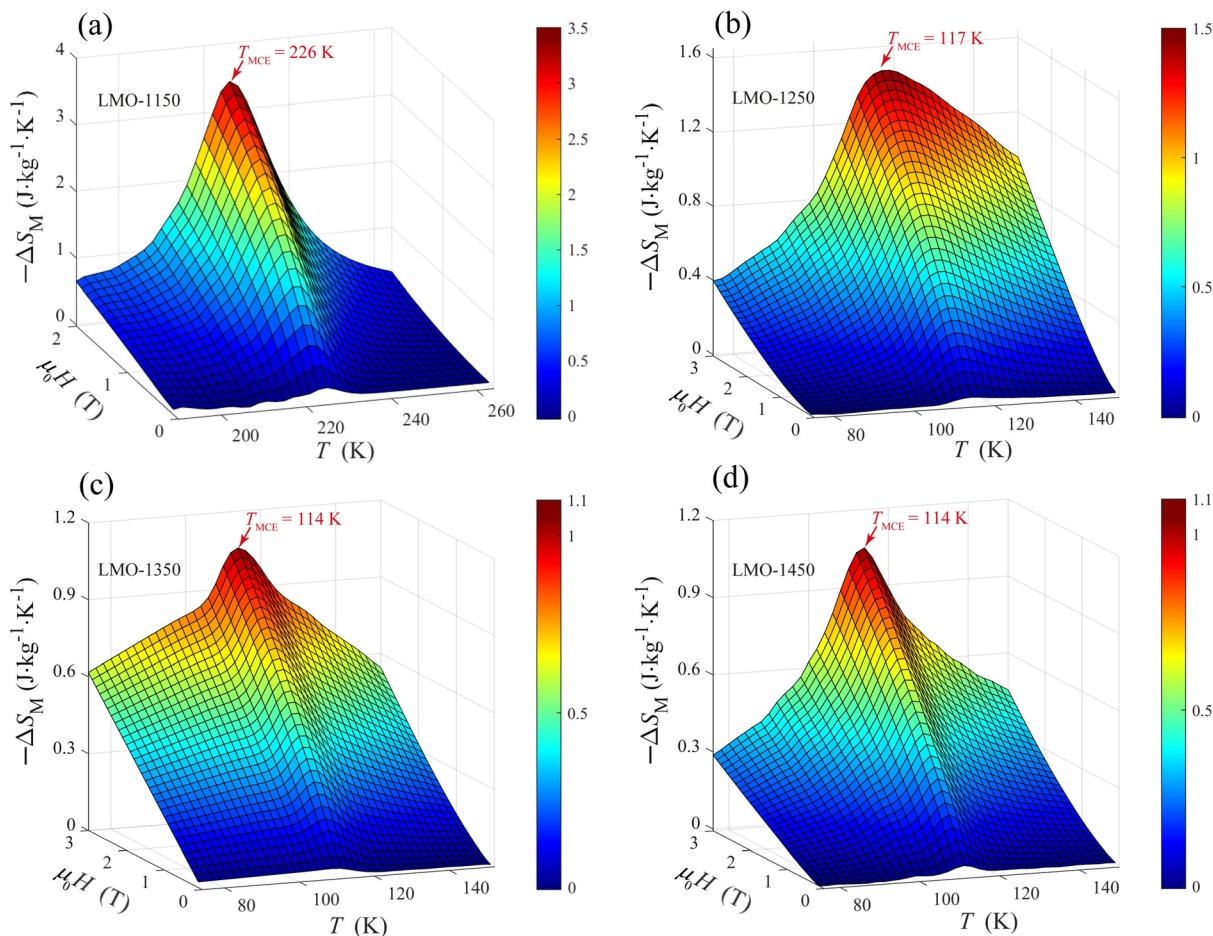 (a)
T_MCE = 226 K
LMO-1150
−ΔS_M (J·kg⁻¹·K⁻¹)
4
3
2
1
0
μ₀H (T)
2
1
0
T (K)
200
220
240
260
3.5
3
2.5
2
1.5
1
0.5
0
(b)
T_MCE = 117 K
LMO-1250
−ΔS_M (J·kg⁻¹·K⁻¹)
1.6
1.2
0.8
0.4
0
μ₀H (T)
3
2
1
0
T (K)
80
100
120
140
1.5
1
0.5
0
(c)
T_MCE = 114 K
LMO-1350
−ΔS_M (J·kg⁻¹·K⁻¹)
1.2
0.9
0.6
0.3
0
μ₀H (T)
3
2
1
0
T (K)
80
100
120
140
1.1
1
0.5
0
(d)
T_MCE = 114 K
LMO-1450
−ΔS_M (J·kg⁻¹·K⁻¹)
1.2
0.9
0.6
0.3
0
μ₀H (T)
3
2
1
0
T (K)
80
100
120
140
1.1
1
0.5
0